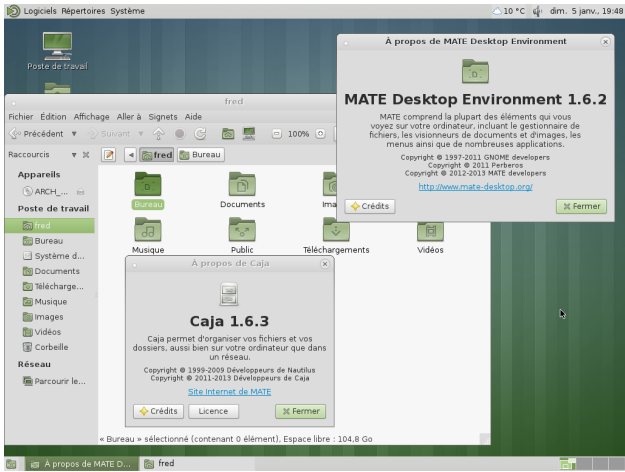 Logiciels Répertoires Système
10 °C dim. 5 janv., 19:48
Poste de travail
À propos de MATE Desktop Environment
MATE Desktop Environment 1.6.2
MATE comprend la plupart des éléments qui vous
voyez sur votre ordinateur, incluant le gestionnaire de
fichiers, les visionneurs de documents et d'images, les
menus ainsi que de nombreuses applications.
Copyright © 1997-2011 GNOME developers
Copyright © 2011 Perberos
Copyright © 2012-2013 MATE developers
http://www.mate-desktop.org/
Crédits Fermer
fred
Fichier Édition Affichage Aller à Signets Aide
Précédent Suivant 100%
Raccourcis fred Bureau
Appareils
ARCH_...
Poste de travail
fred
Bureau
Système d...
Documents
Télécharge...
Musique
Images
Vidéos
Corbeille
Réseau
Parcourir le...
Bureau Documents
Musique Public Téléchargements Vidéos
À propos de Caja
Caja 1.6.3
Caja permet d'organiser vos fichiers et vos
dossiers, aussi bien sur votre ordinateur que dans
un réseau.
Copyright © 1999-2009 Développeurs de Nautilus
Copyright © 2011-2013 Développeurs de Caja
Site Internet de MATE
Crédits Licence Fermer
« Bureau » sélectionné (contenant 0 élément), Espace libre : 104,8 Go
À propos de MATE D... fred